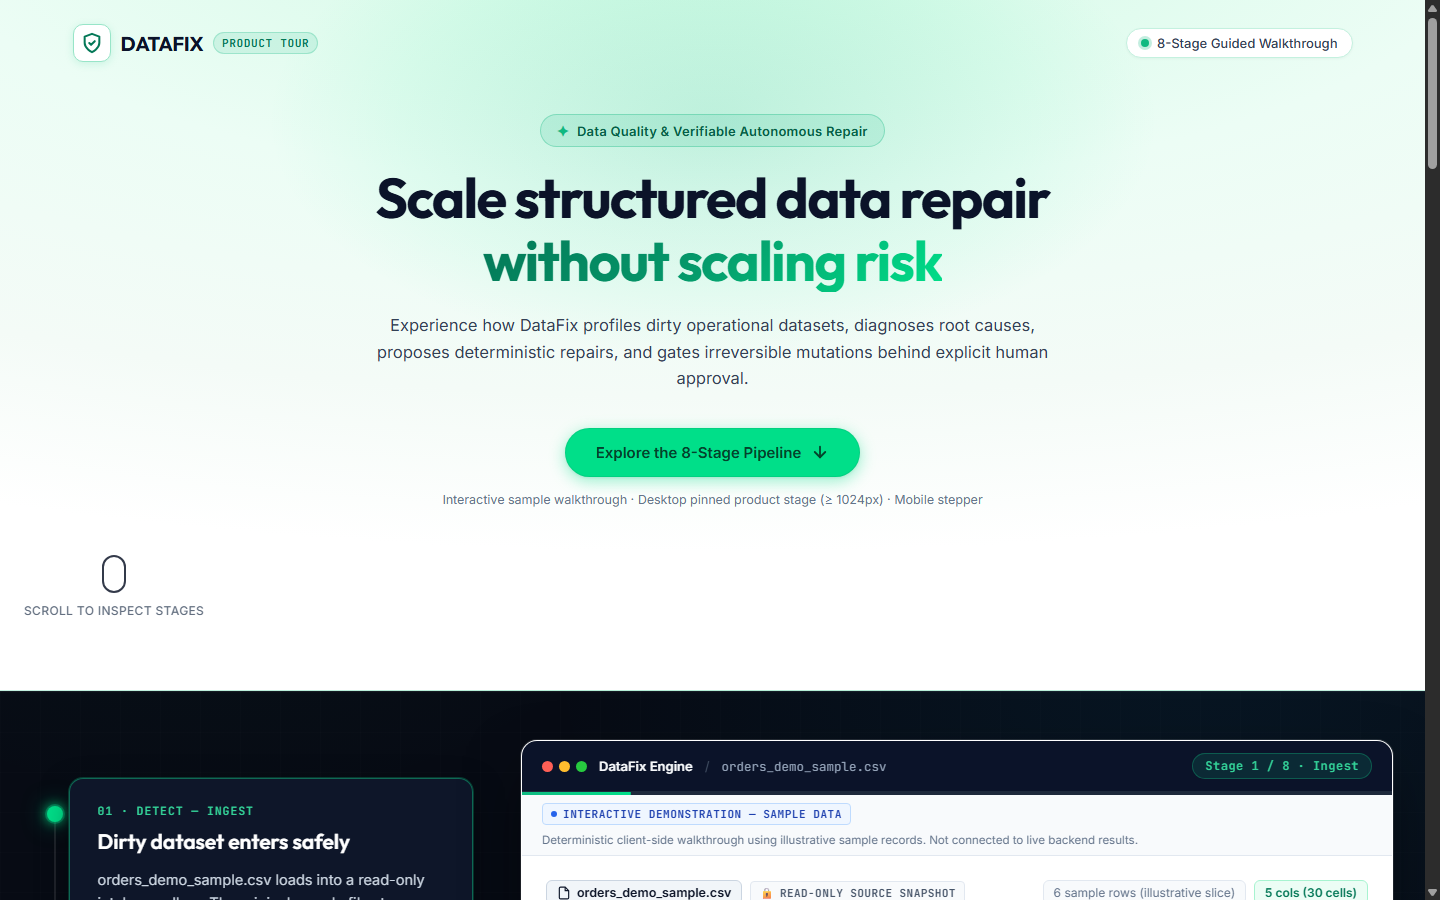 DATAFIX PRODUCT TOUR
8-Stage Guided Walkthrough
Data Quality & Verifiable Autonomous Repair
Scale structured data repair
without scaling risk
Experience how DataFix profiles dirty operational datasets, diagnoses root causes,
proposes deterministic repairs, and gates irreversible mutations behind explicit human
approval.
Explore the 8-Stage Pipeline ↓
Interactive sample walkthrough · Desktop pinned product stage (≥ 1024px) · Mobile stepper
SCROLL TO INSPECT STAGES
01 · DETECT — INGEST
Dirty dataset enters safely
orders_demo_sample.csv loads into a read-only
DataFix Engine / orders_demo_sample.csv
Stage 1 / 8 · Ingest
INTERACTIVE DEMONSTRATION — SAMPLE DATA
Deterministic client-side walkthrough using illustrative sample records. Not connected to live backend results.
orders_demo_sample.csv
READ-ONLY SOURCE SNAPSHOT
6 sample rows (illustrative slice)
5 cols (30 cells)